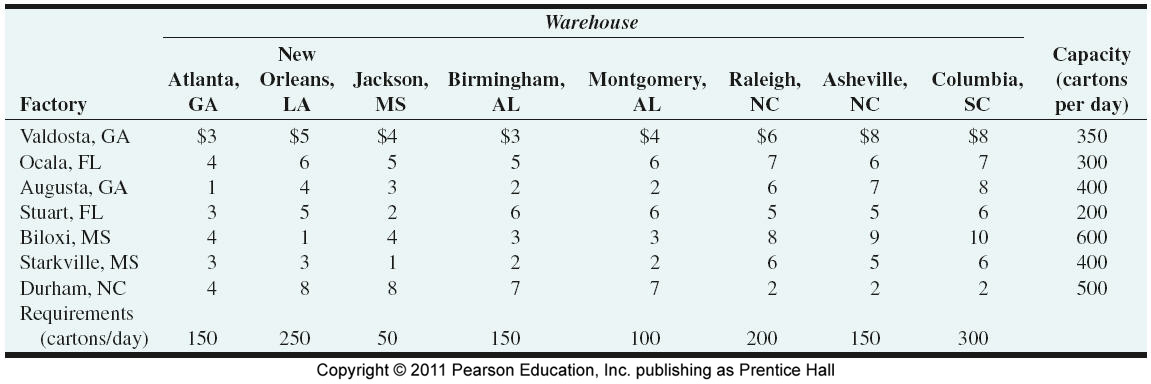 Warehouse
New Capacity
Atlanta, Orleans, Jackson, Birmingham, Montgomery, Raleigh, Asheville, Columbia, (cartons
Factory GA LA MS AL AL NC NC SC per day)
Valdosta, GA $3 $5 $4 $3 $4 $6 $8 $8 350
Ocala, FL 4 6 5 5 6 7 6 7 300
Augusta, GA 1 4 3 2 2 6 7 8 400
Stuart, FL 3 5 2 6 6 5 5 6 200
Biloxi, MS 4 1 4 3 3 8 9 10 600
Starkville, MS 3 3 1 2 2 6 5 6 400
Durham, NC 4 8 8 7 7 2 2 2 500
Requirements
(cartons/day) 150 250 50 150 100 200 150 300
Copyright © 2011 Pearson Education, Inc. publishing as Prentice Hall